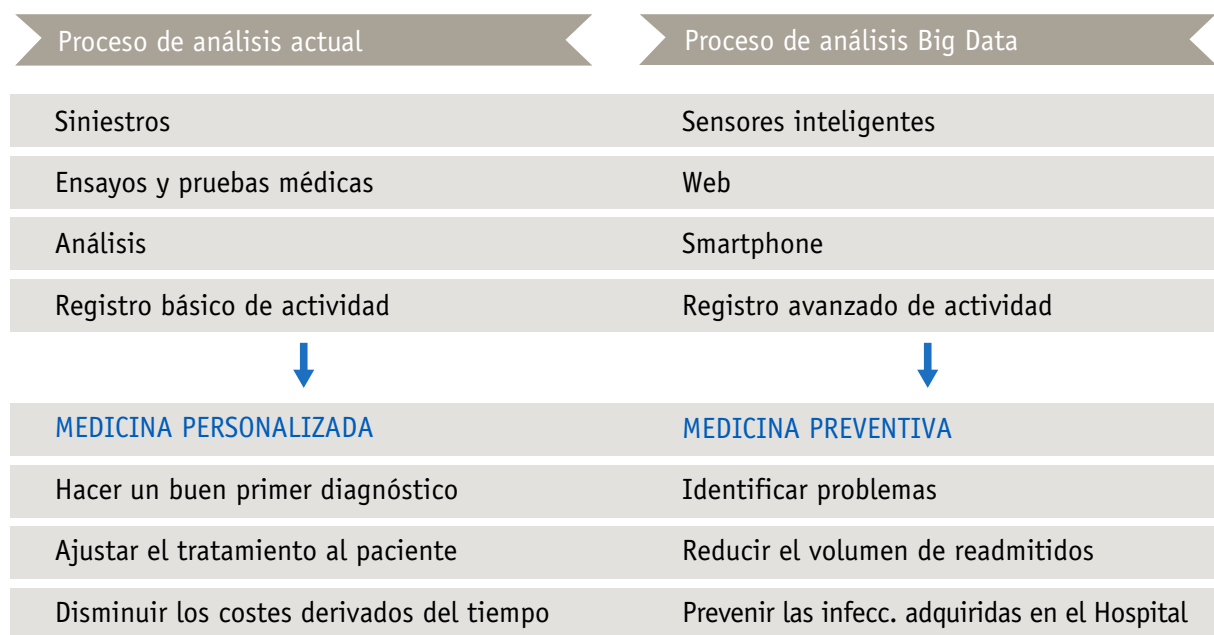 Proceso de análisis actual
Proceso de análisis Big Data
Siniestros
Sensores inteligentes
Ensayos y pruebas médicas
Web
Análisis
Smartphone
Registro básico de actividad
Registro avanzado de actividad
MEDICINA PERSONALIZADA
MEDICINA PREVENTIVA
Hacer un buen primer diagnóstico
Identificar problemas
Ajustar el tratamiento al paciente
Reducir el volumen de readmitidos
Disminuir los costes derivados del tiempo
Prevenir las infecc. adquiridas en el Hospital